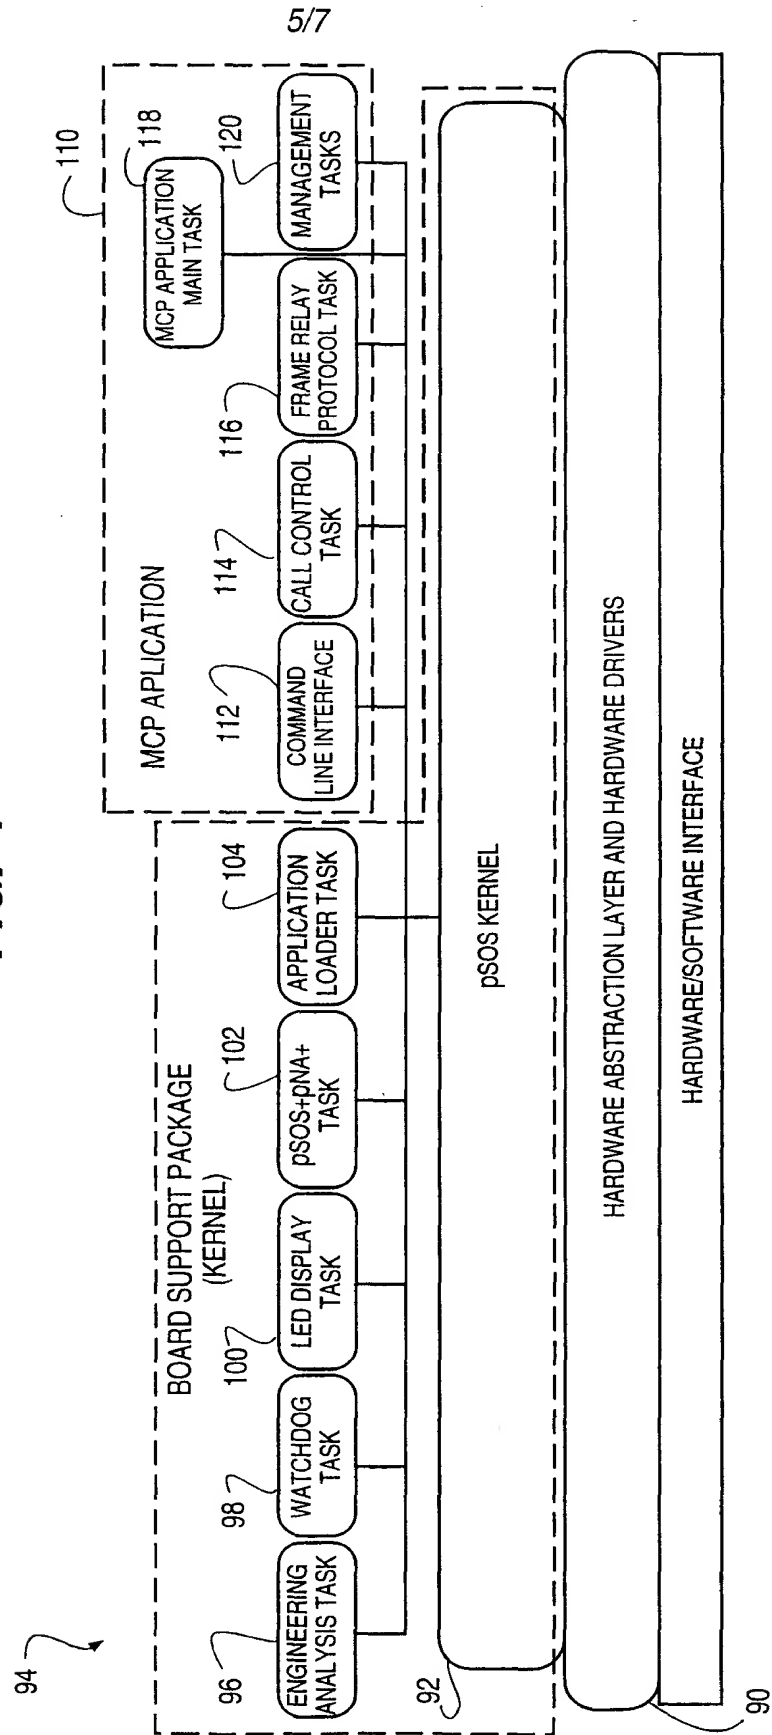 5/7
94
110
118
MCP APPLICATION
MAIN TASK
BOARD SUPPORT PACKAGE
(KERNEL)
MCP APLICATION
96
98
100
102
104
112
114
116
120
ENGINEERING
ANALYSIS TASK
WATCHDOG
TASK
LED DISPLAY
TASK
pSOS+pNA+
TASK
APPLICATION
LOADER TASK
COMMAND
LINE INTERFACE
CALL CONTROL
TASK
FRAME RELAY
PROTOCOL TASK
MANAGEMENT
TASKS
92
pSOS KERNEL
HARDWARE ABSTRACTION LAYER AND HARDWARE DRIVERS
HARDWARE/SOFTWARE INTERFACE
90